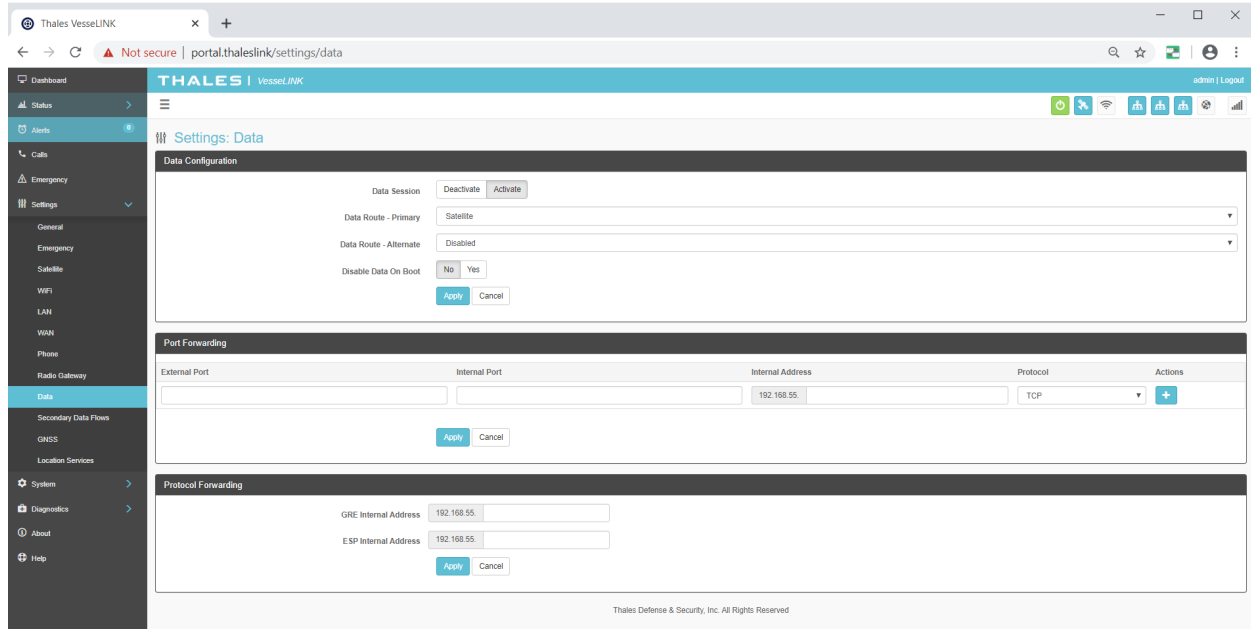 Thales VesseLINK
Not secure | portal.thaleslink/settings/data
Dashboard
THALES | VesseLINK
admin | Logout
Status
Alerts 0
Settings: Data
Calls
Data Configuration
Emergency
Data Session Deactivate Activate
Settings
Data Route - Primary Satellite
General
Data Route - Alternate Disabled
Emergency
Satellite
Disable Data On Boot No Yes
WiFi
Apply Cancel
LAN
WAN
Port Forwarding
Phone
External Port Internal Port Internal Address Protocol Actions
Radio Gateway
Data
192.168.55. TCP
Secondary Data Flows
GNSS
Apply Cancel
Location Services
System
Protocol Forwarding
Diagnostics
GRE Internal Address 192.168.55.
About
ESP Internal Address 192.168.55.
Help
Apply Cancel
Thales Defense & Security, Inc. All Rights Reserved